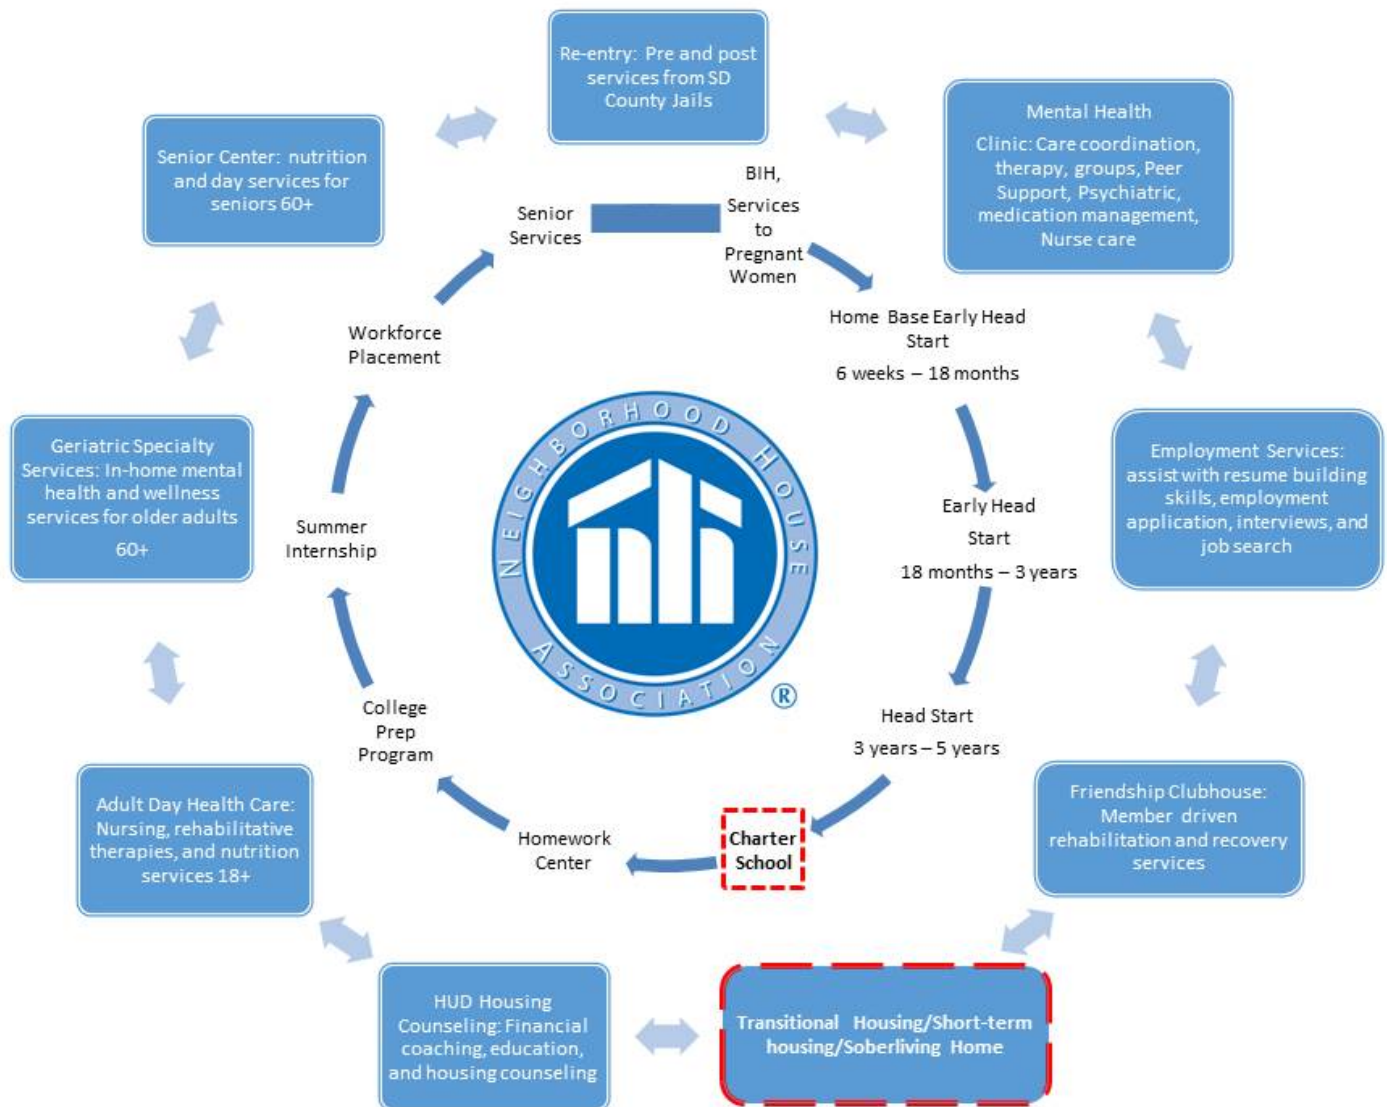 Re-entry: Pre and post
services from SD
County Jails
Mental Health
Clinic: Care coordination,
therapy, groups, Peer
Support, Psychiatric,
medication management,
Nurse care
Employment Services:
assist with resume building
skills, employment
application, interviews, and
job search
Friendship Clubhouse:
Member driven
rehabilitation and recovery
services
Transitional Housing/Short-term
housing/Soberliving Home
HUD Housing
Counseling: Financial
coaching, education,
and housing counseling
Adult Day Health Care:
Nursing, rehabilitative
therapies, and nutrition
services 18+
Geriatric Specialty
Services: In-home mental
health and wellness
services for older adults
60+
Senior Center: nutrition
and day services for
seniors 60+
BIH,
Services
to
Pregnant
Women
Home Base Early Head
Start
6 weeks – 18 months
Early Head
Start
18 months – 3 years
Head Start
3 years – 5 years
Charter
School
Homework
Center
College
Prep
Program
Summer
Internship
Workforce
Placement
Senior
Services
NEIGHBORHOOD HOUSE
ASSOCIATION
®